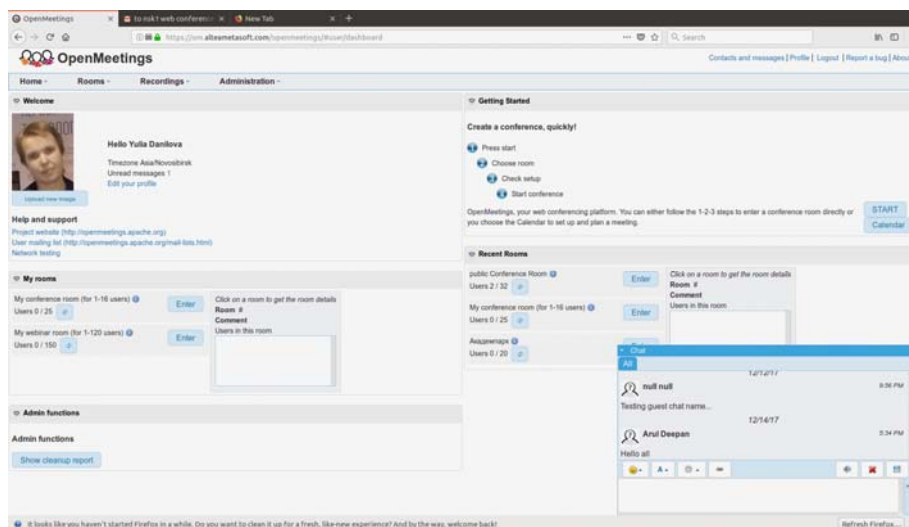 OpenMeetings
to nsk1 web conferenc
New Tab
https://om.alteametasoft.com/openmeetings/#user/dashboard
Search
OpenMeetings
Contacts and messages | Profile | Logout | Report a bug | Abou
Home
Rooms
Recordings
Administration
Welcome
Hello Yulia Danilova
Timezone Asia/Novosibirsk
Unread messages 1
Edit your profile
Upload new image
Help and support
Project website (http://openmeetings.apache.org)
User mailing list (http://openmeetings.apache.org/mail-lists.html)
Network testing
My rooms
My conference room (for 1-16 users)
Users 0 / 25
Enter
My webinar room (for 1-120 users)
Users 0 / 150
Enter
Click on a room to get the room details
Room #
Comment
Users in this room
Admin functions
Admin functions
Show cleanup report
Getting Started
Create a conference, quickly!
Press start
Choose room
Check setup
Start conference
OpenMeetings, your web conferencing platform. You can either follow the 1-2-3 steps to enter a conference room directly or
you choose the Calendar to set up and plan a meeting.
START
Calendar
Recent Rooms
public Conference Room
Users 2 / 32
Enter
My conference room (for 1-16 users)
Users 0 / 25
Enter
Академпарк
Users 0 / 20
Click on a room to get the room details
Room #
Comment
Users in this room
Chat
All
12/12/17
null null
9:56 PM
Testing guest chat name...
12/14/17
Arul Deepan
5:34 PM
Hello all
It looks like you haven't started Firefox in a while. Do you want to clean it up for a fresh, like-new experience? And by the way, welcome back!
Refresh Firefox...